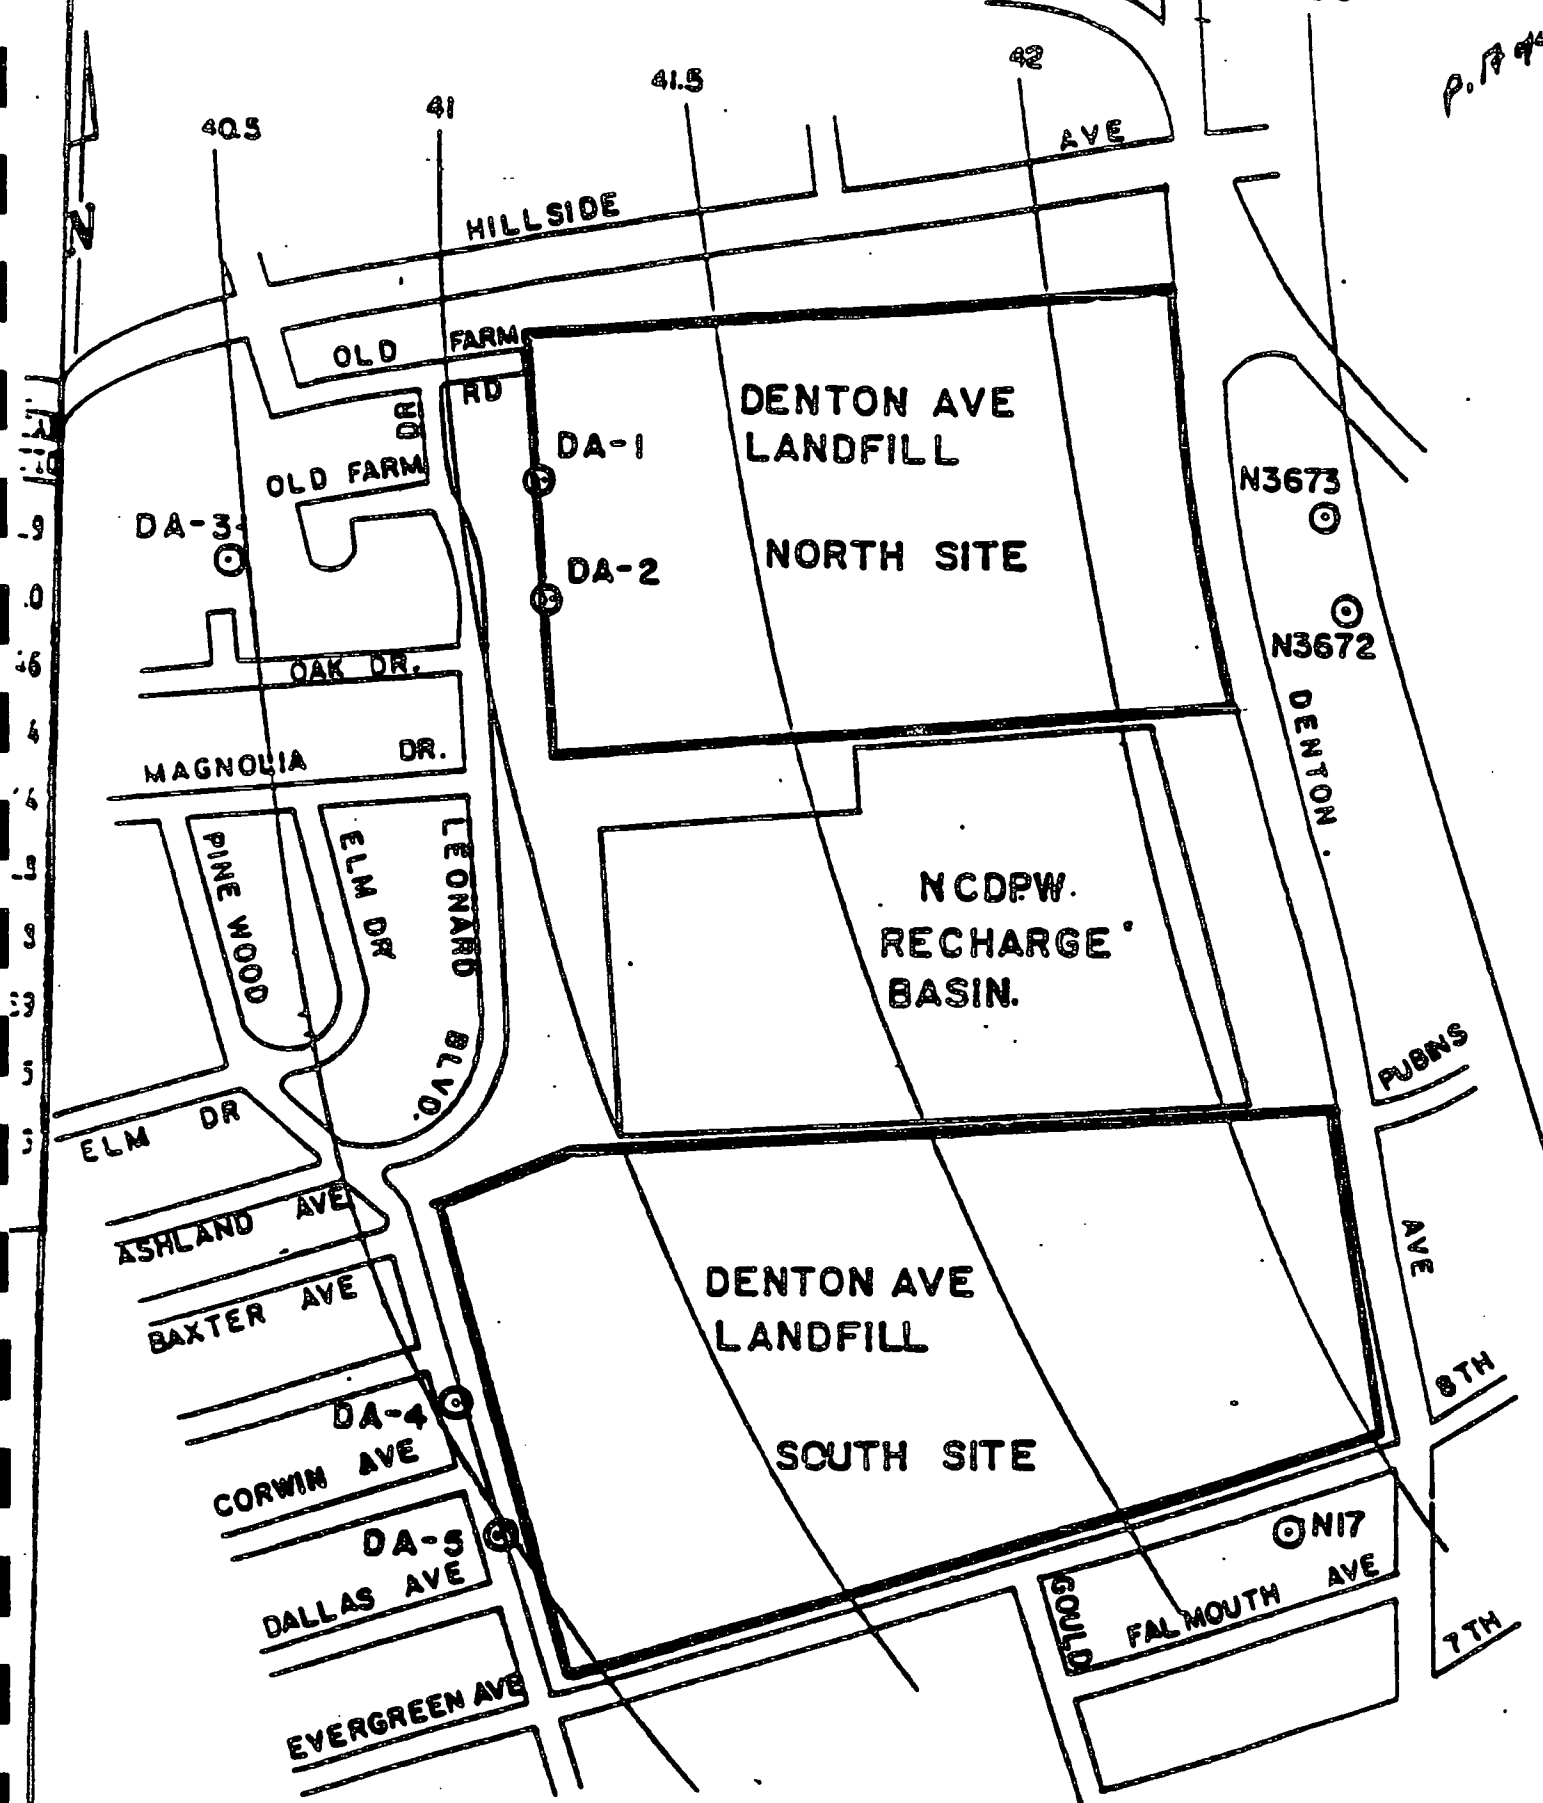 42
41.5
41
40.5
AVE
HILLSIDE
N
OLD FARM
RD
RD
OLD FARM
DENTON AVE
LANDFILL
NORTH SITE
DA-1
DA-2
DA-3
N3673
N3672
OAK DR.
MAGNOLIA DR.
PINE WOOD
ELM DR
LEONARD BLVD.
DENTON
AVE
N C D P W.
RECHARGE
BASIN.
PUBINS
ELM DR
ASHLAND AVE
BAXTER AVE
DENTON AVE
LANDFILL
SOUTH SITE
8TH
DA-4
CORWIN AVE
DA-5
DALLAS AVE
N17
GOULD
FALMOUTH AVE
7TH
EVERGREEN AVE